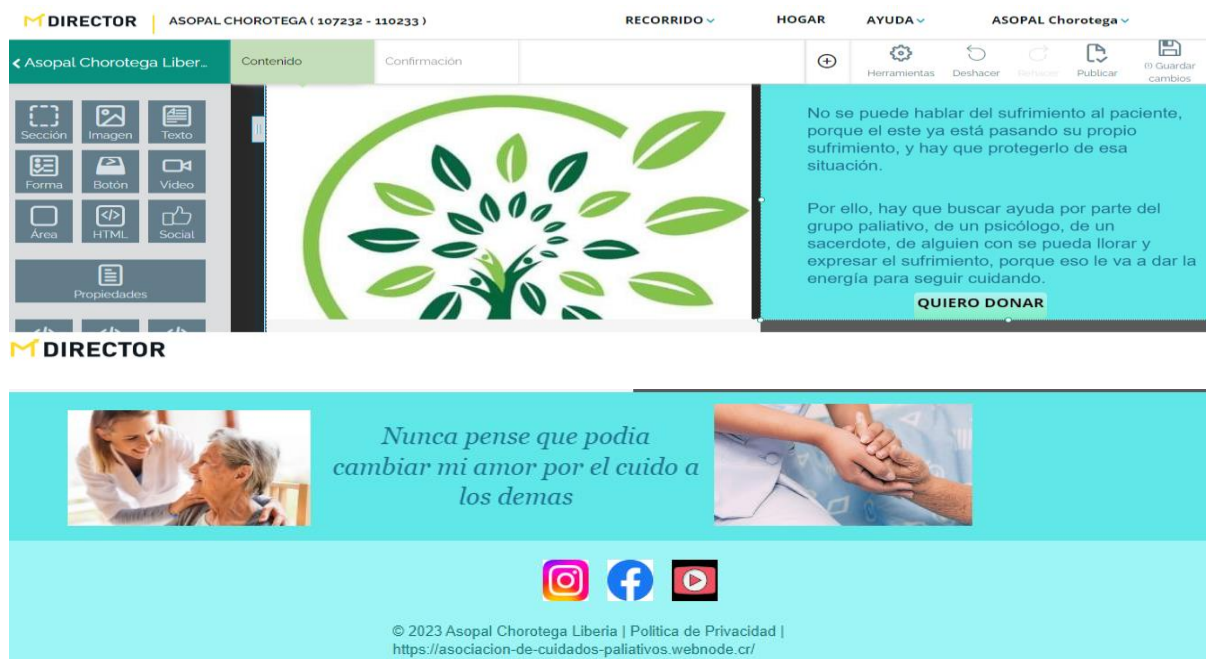 MDIRECTOR
ASOPAL CHOROTEGA ( 107232 - 110233 )
RECORRIDO
HOGAR
AYUDA
ASOPAL Chorotega
Asopal Chorotega Liber...
Contenido
Confirmación
Herramientas
Deshacer
Rehacer
Publicar
(1) Guardar
cambios
Sección
Imagen
Texto
Forma
Botón
Video
Área
HTML
Social
Propiedades
No se puede hablar del sufrimiento al paciente,
porque el este ya está pasando su propio
sufrimiento, y hay que protegerlo de esa
situación.
Por ello, hay que buscar ayuda por parte del
grupo paliativo, de un psicólogo, de un
sacerdote, de alguien con se pueda llorar y
expresar el sufrimiento, porque eso le va a dar la
energía para seguir cuidando.
QUIERO DONAR
MDIRECTOR
Nunca pense que podia
cambiar mi amor por el cuido a
los demas
© 2023 Asopal Chorotega Liberia | Politica de Privacidad |
https://asociacion-de-cuidados-paliativos.webnode.cr/